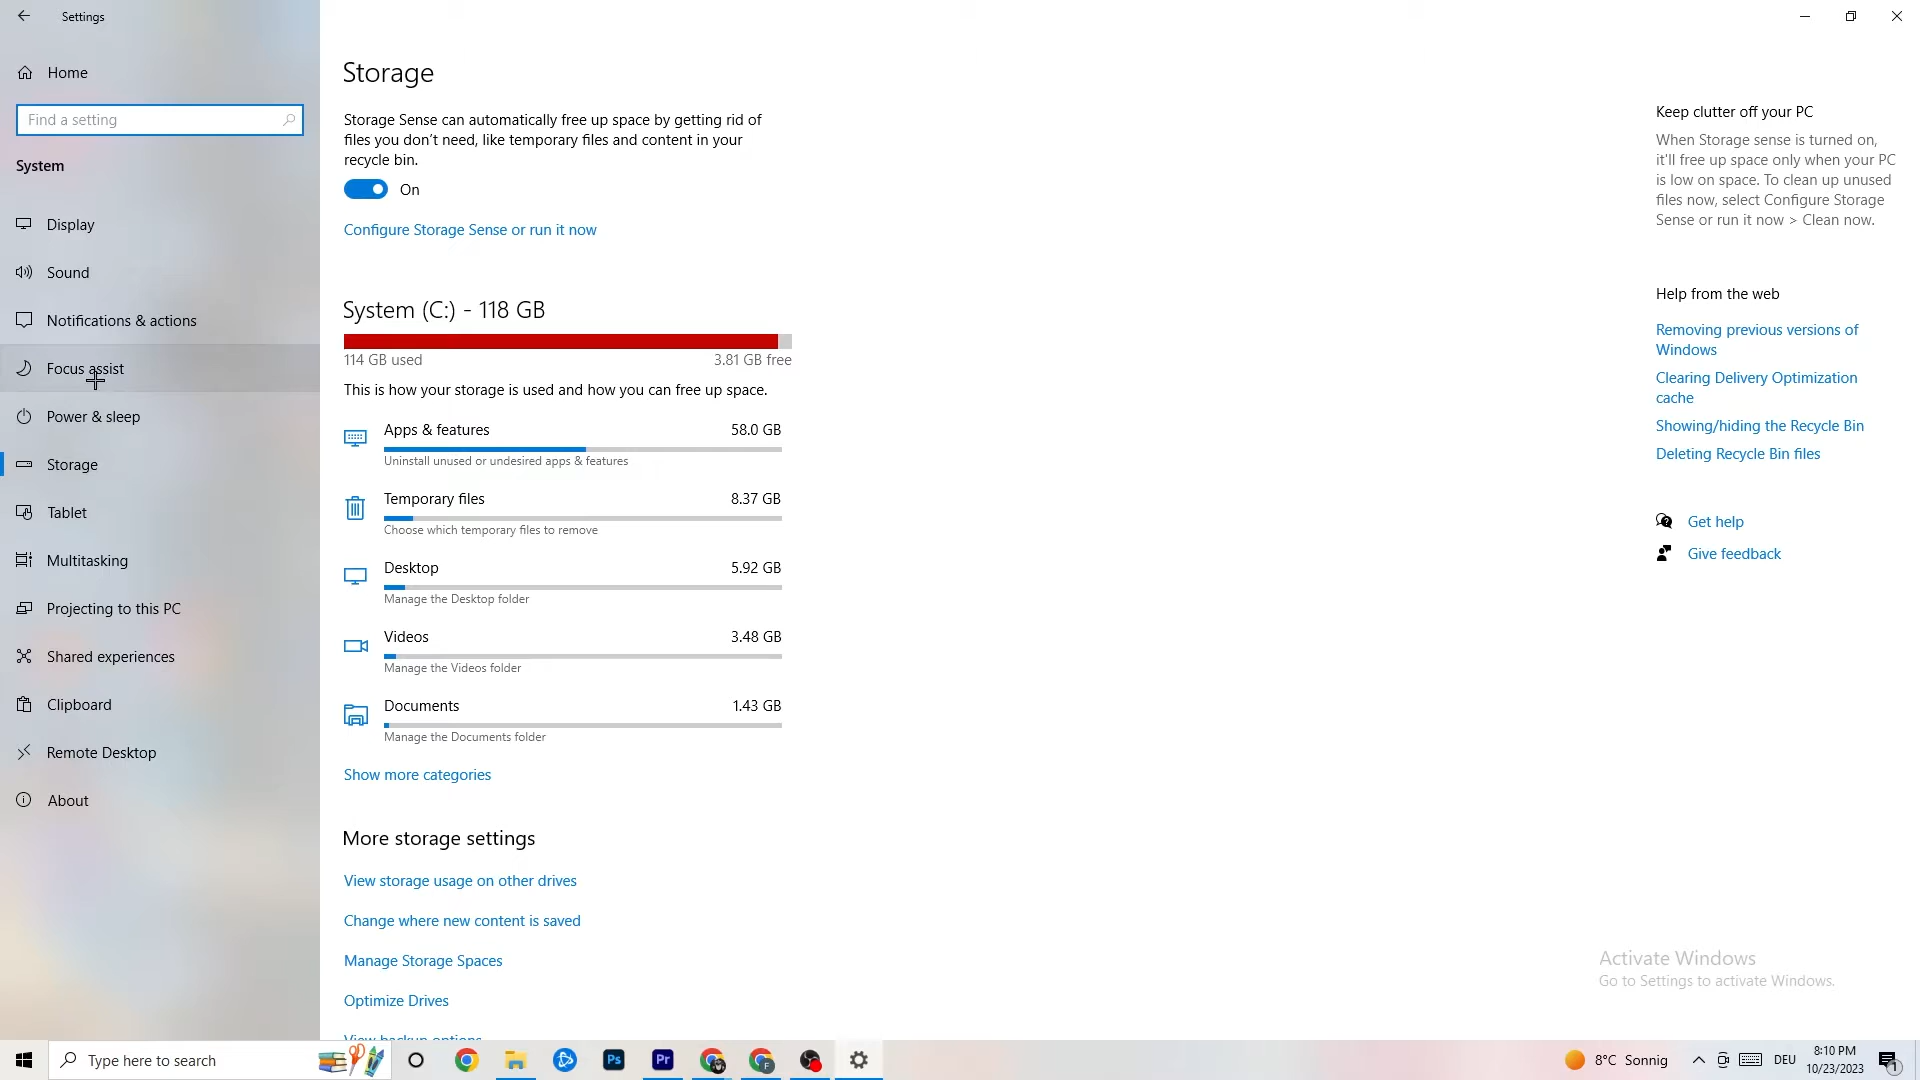 Settings
Home
Find a setting
System
Display
Sound
Notifications & actions
Focus assist
Power & sleep
Storage
Tablet
Multitasking
Projecting to this PC
Shared experiences
Clipboard
Remote Desktop
About
Storage
Storage Sense can automatically free up space by getting rid of
files you don't need, like temporary files and content in your
recycle bin.
On
Configure Storage Sense or run it now
System (C:) - 118 GB
114 GB used 3.81 GB free
This is how your storage is used and how you can free up space.
Apps & features 58.0 GB
Uninstall unused or undesired apps & features
Temporary files 8.37 GB
Choose which temporary files to remove
Desktop 5.92 GB
Manage the Desktop folder
Videos 3.48 GB
Manage the Videos folder
Documents 1.43 GB
Manage the Documents folder
Show more categories
More storage settings
View storage usage on other drives
Change where new content is saved
Manage Storage Spaces
Optimize Drives
View backup options
Keep clutter off your PC
When Storage sense is turned on,
it'll free up space only when your PC
is low on space. To clean up unused
files now, select Configure Storage
Sense or run it now > Clean now.
Help from the web
Removing previous versions of
Windows
Clearing Delivery Optimization
cache
Showing/hiding the Recycle Bin
Deleting Recycle Bin files
Get help
Give feedback
Activate Windows
Go to Settings to activate Windows.
Type here to search
Ps
Pr
F
8°C Sonnig
DEU
8:10 PM
10/23/2023
1